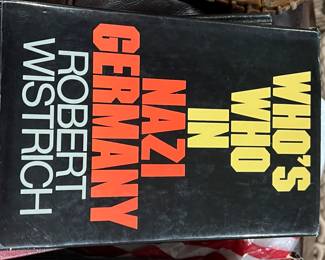 WHO'S
WHO
IN
NAZI
GERMANY
ROBERT
WISTRICH